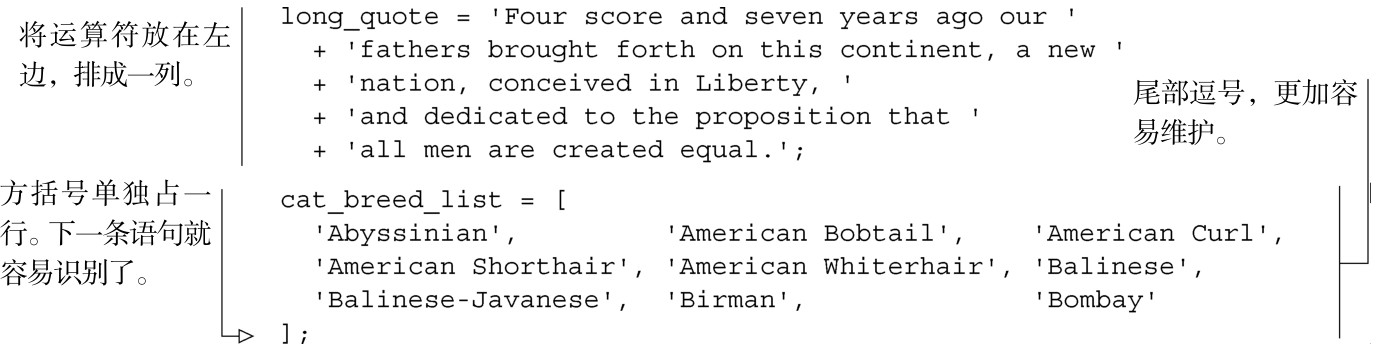 将运算符放在左
边，排成一列。
long_quote = 'Four score and seven years ago our '
  + 'fathers brought forth on this continent, a new '
  + 'nation, conceived in Liberty, '
  + 'and dedicated to the proposition that '
  + 'all men are created equal.';
尾部逗号，更加容
易维护。
方括号单独占一
行。下一条语句就
容易识别了。
cat_breed_list = [
  'Abyssinian',         'American Bobtail',    'American Curl',
  'American Shorthair', 'American Whiterhair', 'Balinese',
  'Balinese-Javanese',  'Birman',              'Bombay'
];